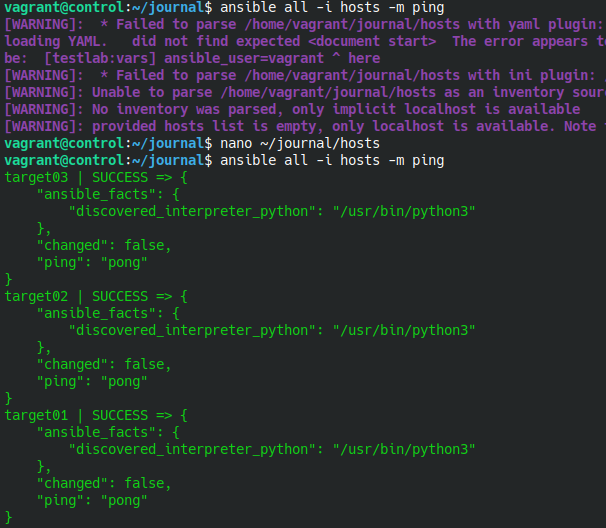 vagrant@control:~/journal$ ansible all -i hosts -m ping
[WARNING]:  * Failed to parse /home/vagrant/journal/hosts with yaml plugin:
loading YAML.   did not find expected <document start>  The error appears to
be:  [testlab:vars] ansible_user=vagrant ^ here
[WARNING]:  * Failed to parse /home/vagrant/journal/hosts with ini plugin:
[WARNING]: Unable to parse /home/vagrant/journal/hosts as an inventory sour
[WARNING]: No inventory was parsed, only implicit localhost is available
[WARNING]: provided hosts list is empty, only localhost is available. Note
vagrant@control:~/journal$ nano ~/journal/hosts
vagrant@control:~/journal$ ansible all -i hosts -m ping
target03 | SUCCESS => {
    "ansible_facts": {
        "discovered_interpreter_python": "/usr/bin/python3"
    },
    "changed": false,
    "ping": "pong"
}
target02 | SUCCESS => {
    "ansible_facts": {
        "discovered_interpreter_python": "/usr/bin/python3"
    },
    "changed": false,
    "ping": "pong"
}
target01 | SUCCESS => {
    "ansible_facts": {
        "discovered_interpreter_python": "/usr/bin/python3"
    },
    "changed": false,
    "ping": "pong"
}